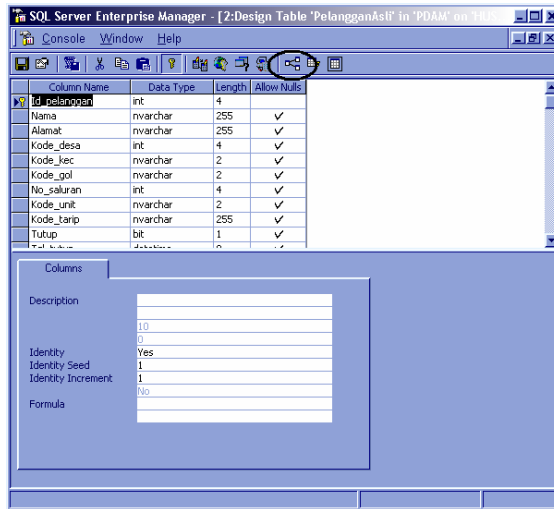 SQL Server Enterprise Manager - [2:Design Table 'PelangganAsli' in 'PDAM' on
Console Window Help
Column Name Data Type Length Allow Nulls
Id_pelanggan int 4
Nama nvarchar 255 ✓
Alamat nvarchar 255 ✓
Kode_desa int 4 ✓
Kode_kec nvarchar 2 ✓
Kode_gol nvarchar 2 ✓
No_saluran int 4 ✓
Kode_unit nvarchar 2 ✓
Kode_tarip nvarchar 255 ✓
Tutup bit 1 ✓
Columns
Description
10
0
Identity Yes
Identity Seed 1
Identity Increment 1
No
Formula